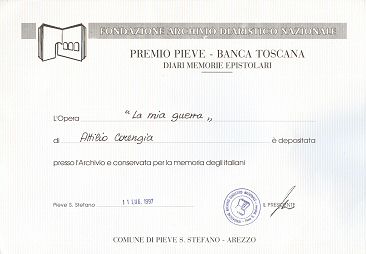 FONDAZIONE ARCHIVIO DIARISTICO NAZIONALE
PREMIO PIEVE - BANCA TOSCANA
DIARI MEMORIE EPISTOLARI
L'Opera "La mia guerra"
di Attilio Cerengia è depositata
presso l'Archivio e conservata per la memoria degli italiani
Pieve S. Stefano 11 LUG. 1997 IL PRESIDENTE
COMUNE DI PIEVE S. STEFANO - AREZZO